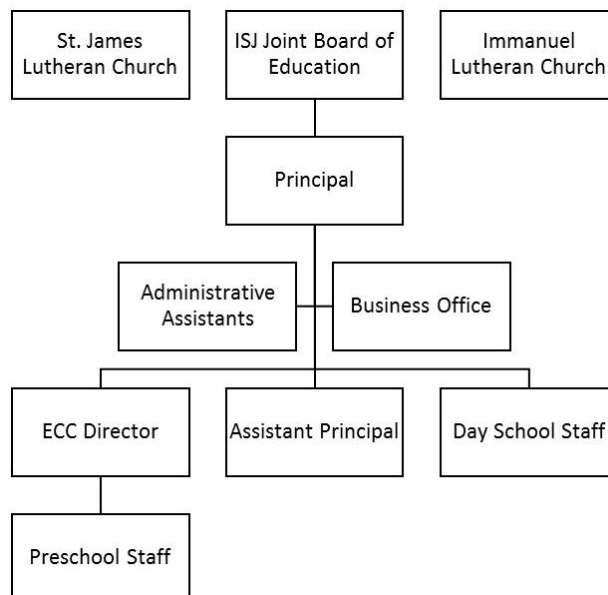 St. James
Lutheran Church
ISJ Joint Board of
Education
Immanuel
Lutheran Church
Principal
Administrative
Assistants
Business Office
ECC Director
Assistant Principal
Day School Staff
Preschool Staff